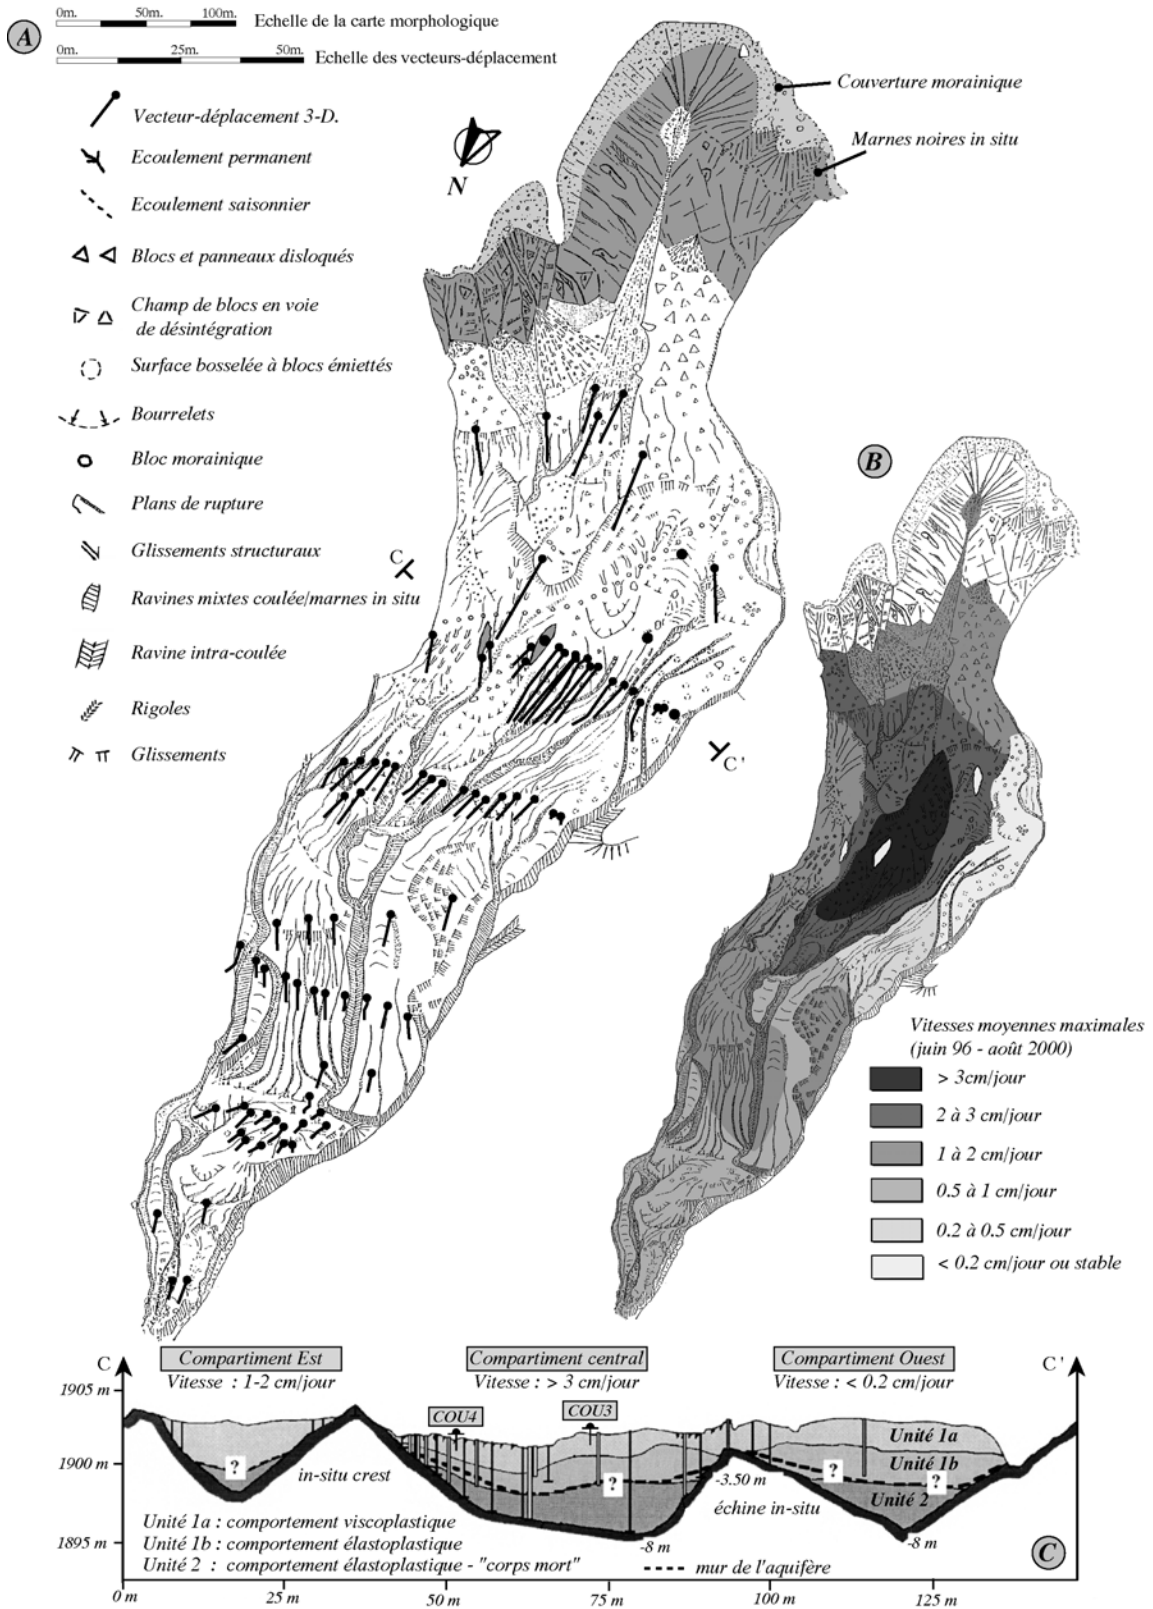 A
0m. 50m. 100m.
Echelle de la carte morphologique
0m. 25m. 50m.
Echelle des vecteurs-déplacement
Vecteur-déplacement 3-D.
Ecoulement permanent
Ecoulement saisonnier
Blocs et panneaux disloqués
Champ de blocs en voie
de désintégration
Surface bosselée à blocs émiettés
Bourrelets
Bloc morainique
Plans de rupture
Glissements structuraux
Ravines mixtes coulée/marnes in situ
Ravine intra-coulée
Rigoles
Glissements
N
Couverture morainique
Marnes noires in situ
C
C'
B
Vitesses moyennes maximales
(juin 96 - août 2000)
> 3cm/jour
2 à 3 cm/jour
1 à 2 cm/jour
0.5 à 1 cm/jour
0.2 à 0.5 cm/jour
< 0.2 cm/jour ou stable
C
C'
Compartiment Est
Vitesse : 1-2 cm/jour
Compartiment central
Vitesse : > 3 cm/jour
Compartiment Ouest
Vitesse : < 0.2 cm/jour
1905 m
1900 m
1895 m
COU4
COU3
?
in-situ crest
?
-3.50 m
échine in-situ
-8 m
Unité 1a
Unité 1b
?
?
Unité 2
-8 m
Unité 1a : comportement viscoplastique
Unité 1b : comportement élastoplastique
Unité 2 : comportement élastoplastique - "corps mort"
mur de l'aquifère
C
0 m 25 m 50 m 75 m 100 m 125 m